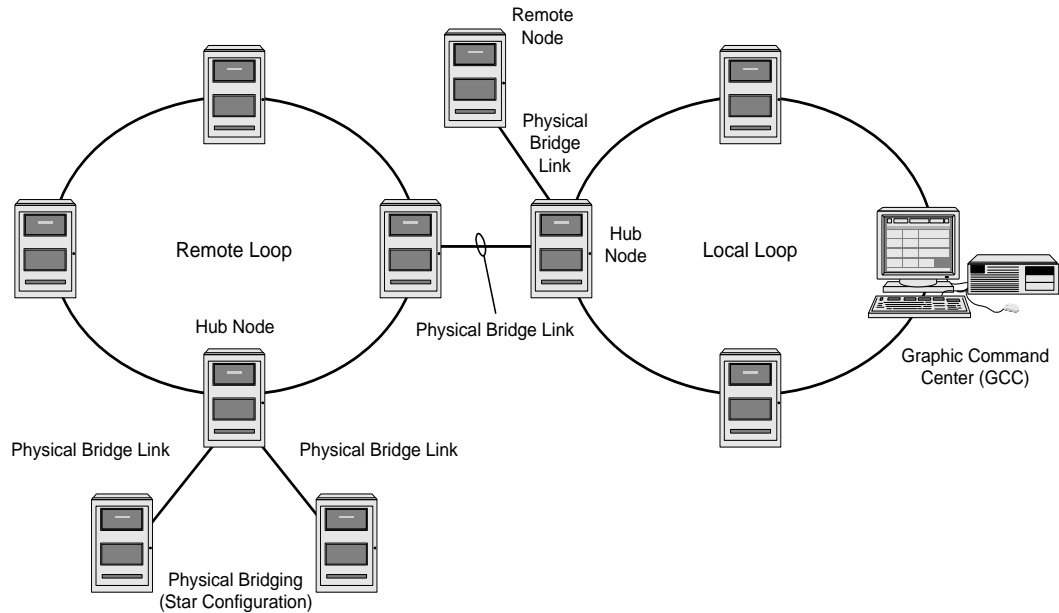 Remote
Node
Physical
Bridge
Link
Remote Loop
Hub
Node
Local Loop
Hub Node
Physical Bridge Link
Graphic Command
Center (GCC)
Physical Bridge Link
Physical Bridge Link
Physical Bridging
(Star Configuration)